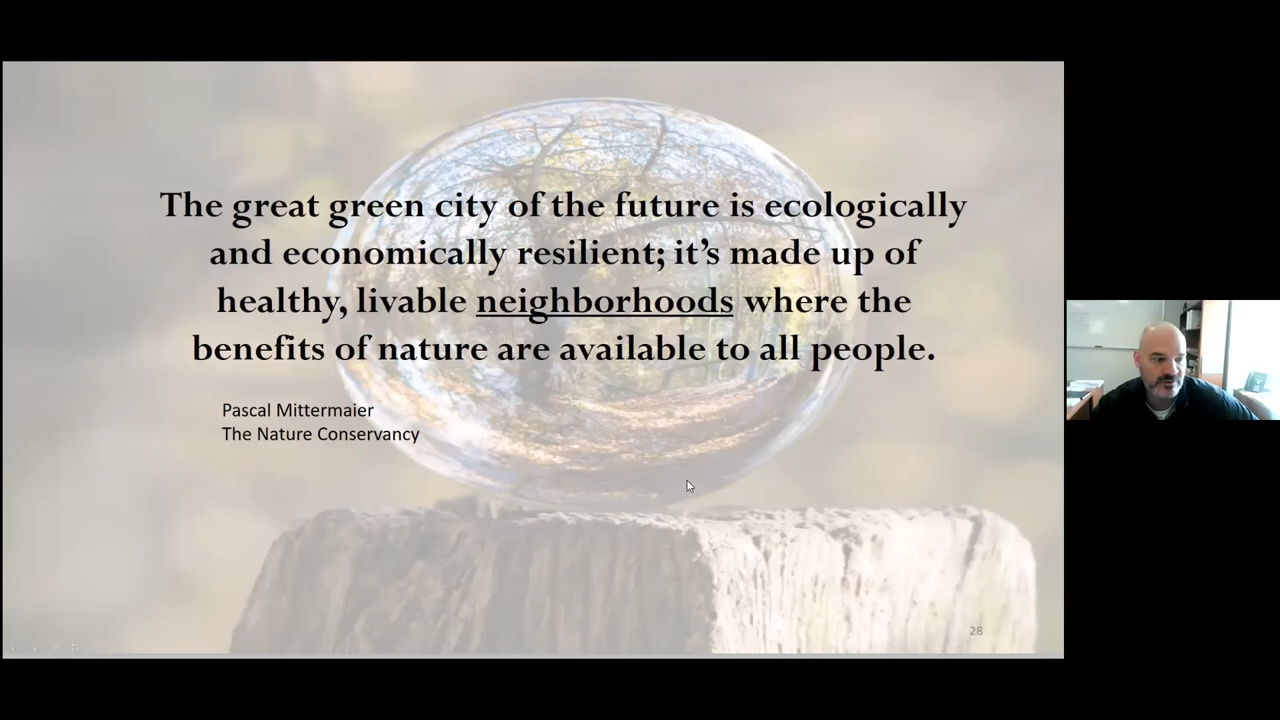 The great green city of the future is ecologically
and economically resilient; it’s made up of
healthy, livable neighborhoods where the
benefits of nature are available to all people.
Pascal Mittermaier
The Nature Conservancy
28